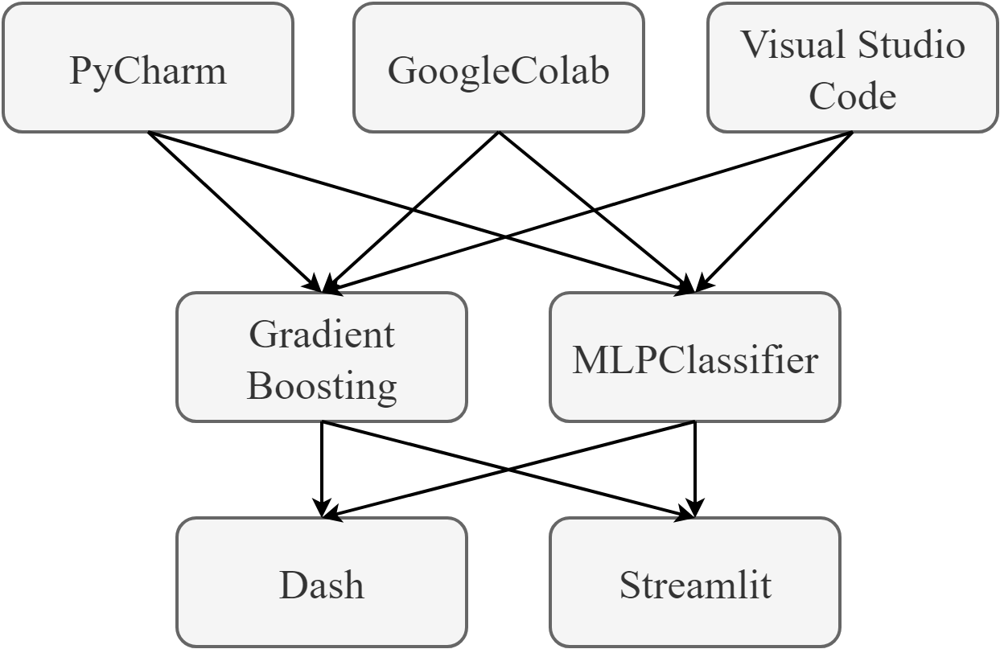 PyCharm
GoogleColab
Visual Studio
Code
Gradient
Boosting
MLPClassifier
Dash
Streamlit